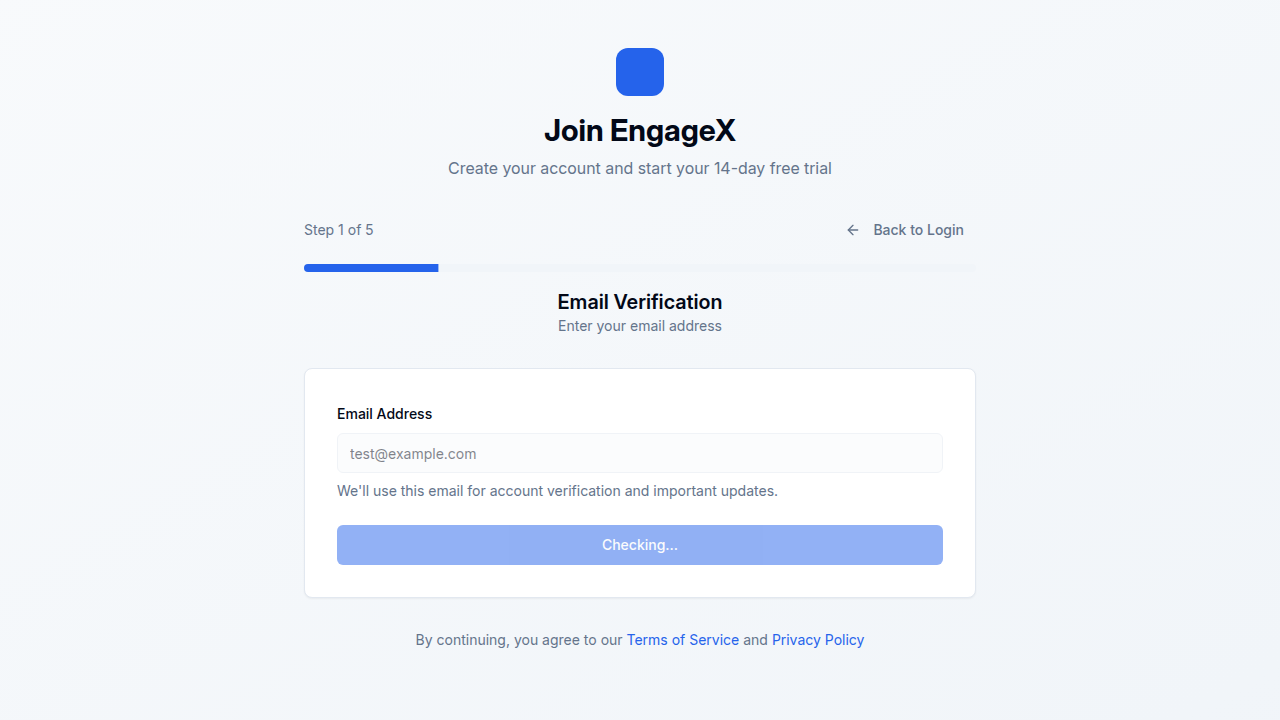 Join EngageX
Create your account and start your 14-day free trial
Step 1 of 5
Back to Login
Email Verification
Enter your email address
Email Address
test@example.com
We'll use this email for account verification and important updates.
Checking...
By continuing, you agree to our Terms of Service and Privacy Policy